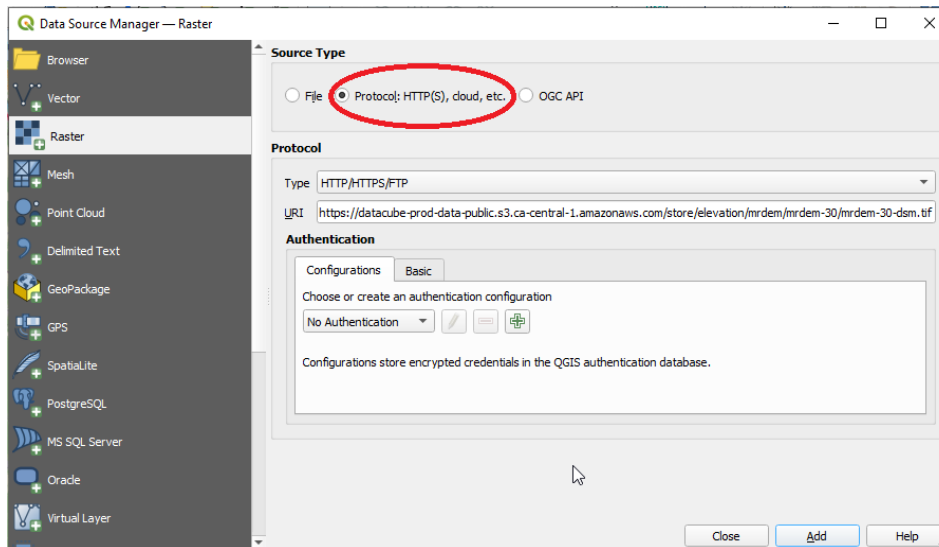 Data Source Manager — Raster
Browser
Vector
Raster
Mesh
Point Cloud
Delimited Text
GeoPackage
GPS
SpatiaLite
PostgreSQL
MS SQL Server
Oracle
Virtual Layer
Source Type
File Protocol: HTTP(S), cloud, etc. OGC API
Protocol
Type HTTP/HTTPS/FTP
URI https://datacube-prod-data-public.s3.ca-central-1.amazonaws.com/store/elevation/mrdem/mrdem-30/mrdem-30-dsm.tif
Authentication
Configurations Basic
Choose or create an authentication configuration
No Authentication
Configurations store encrypted credentials in the QGIS authentication database.
Close Add Help